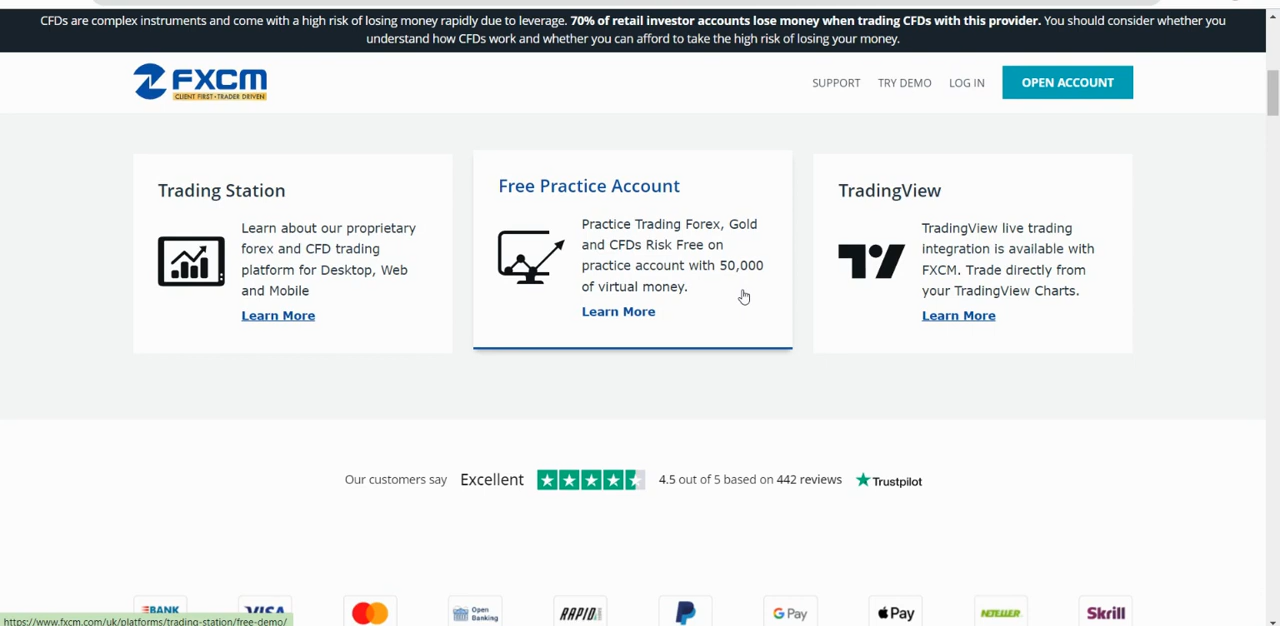 CFDs are complex instruments and come with a high risk of losing money rapidly due to leverage. 70% of retail investor accounts lose money when trading CFDs with this provider. You should consider whether you
understand how CFDs work and whether you can afford to take the high risk of losing your money.
FXCM
CLIENT FIRST • TRADER DRIVEN
SUPPORT TRY DEMO LOG IN OPEN ACCOUNT
Trading Station
Learn about our proprietary
forex and CFD trading
platform for Desktop, Web
and Mobile
Learn More
Free Practice Account
Practice Trading Forex, Gold
and CFDs Risk Free on
practice account with 50,000
of virtual money.
Learn More
TradingView
TradingView live trading
integration is available with
FXCM. Trade directly from
your TradingView Charts.
Learn More
Our customers say Excellent 4.5 out of 5 based on 442 reviews Trustpilot
BANK VISA Open Banking RAPID G Pay Pay NETELLER Skrill
https://www.fxcm.com/uk/platforms/trading-station/free-demo/